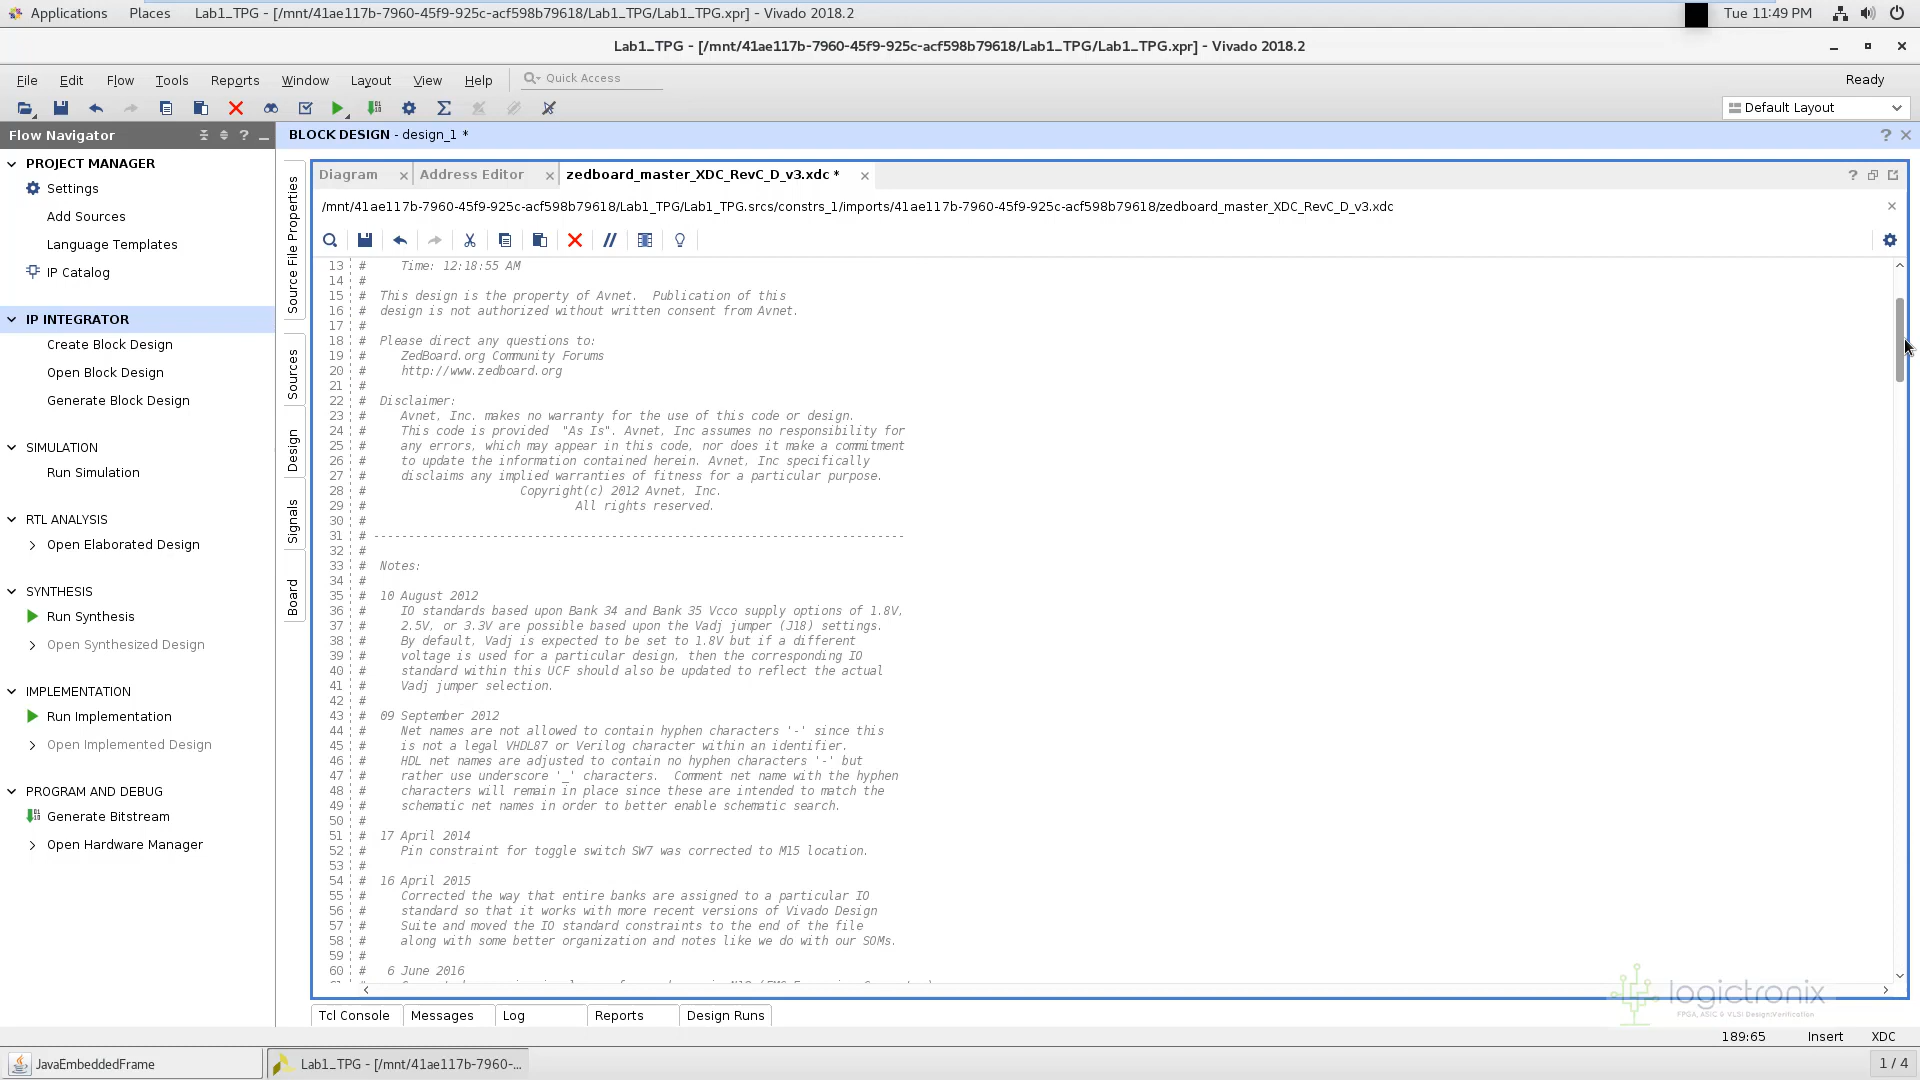 Applications Places Lab1_TPG - [/mnt/41ae117b-7960-45f9-925c-acf598b79618/Lab1_TPG/Lab1_TPG.xpr] - Vivado 2018.2 Tue 11:49 PM
Lab1_TPG - [/mnt/41ae117b-7960-45f9-925c-acf598b79618/Lab1_TPG/Lab1_TPG.xpr] - Vivado 2018.2
File Edit Flow Tools Reports Window Layout View Help Quick Access Ready
Default Layout
Flow Navigator
PROJECT MANAGER
Settings
Add Sources
Language Templates
IP Catalog
IP INTEGRATOR
Create Block Design
Open Block Design
Generate Block Design
SIMULATION
Run Simulation
RTL ANALYSIS
Open Elaborated Design
SYNTHESIS
Run Synthesis
Open Synthesized Design
IMPLEMENTATION
Run Implementation
Open Implemented Design
PROGRAM AND DEBUG
Generate Bitstream
Open Hardware Manager
BLOCK DESIGN - design_1 *
Source File Properties
Sources
Design
Signals
Board
Diagram Address Editor zedboard_master_XDC_RevC_D_v3.xdc *
/mnt/41ae117b-7960-45f9-925c-acf598b79618/Lab1_TPG/Lab1_TPG.srcs/constrs_1/imports/41ae117b-7960-45f9-925c-acf598b79618/zedboard_master_XDC_RevC_D_v3.xdc
13 # Time: 12:18:55 AM
14 #
15 # This design is the property of Avnet. Publication of this
16 # design is not authorized without written consent from Avnet.
17 #
18 # Please direct any questions to:
19 # ZedBoard.org Community Forums
20 # http://www.zedboard.org
21 #
22 # Disclaimer:
23 # Avnet, Inc. makes no warranty for the use of this code or design.
24 # This code is provided "As Is". Avnet, Inc assumes no responsibility for
25 # any errors, which may appear in this code, nor does it make a commitment
26 # to update the information contained herein. Avnet, Inc specifically
27 # disclaims any implied warranties of fitness for a particular purpose.
28 # Copyright(c) 2012 Avnet, Inc.
29 # All rights reserved.
30 #
31 # ----------------------------------------------------------------------------
32 #
33 # Notes:
34 #
35 # 10 August 2012
36 # IO standards based upon Bank 34 and Bank 35 Vcco supply options of 1.8V,
37 # 2.5V, or 3.3V are possible based upon the Vadj jumper (J18) settings.
38 # By default, Vadj is expected to be set to 1.8V but if a different
39 # voltage is used for a particular design, then the corresponding IO
40 # standard within this UCF should also be updated to reflect the actual
41 # Vadj jumper selection.
42 #
43 # 09 September 2012
44 # Net names are not allowed to contain hyphen characters '-' since this
45 # is not a legal VHDL87 or Verilog character within an identifier.
46 # HDL net names are adjusted to contain no hyphen characters '-' but
47 # rather use underscore '_' characters. Comment net name with the hyphen
48 # characters will remain in place since these are intended to match the
49 # schematic net names in order to better enable schematic search.
50 #
51 # 17 April 2014
52 # Pin constraint for toggle switch SW7 was corrected to M15 location.
53 #
54 # 16 April 2015
55 # Corrected the way that entire banks are assigned to a particular IO
56 # standard so that it works with more recent versions of Vivado Design
57 # Suite and moved the IO standard constraints to the end of the file
58 # along with some better organization and notes like we do with our SOMs.
59 #
60 # 6 June 2016
logictronix
FPGA, ASIC & VLSI Design:Varification
Tcl Console Messages Log Reports Design Runs
189:65 Insert XDC
JavaEmbeddedFrame Lab1_TPG - [/mnt/41ae117b-7960-... 1 / 4